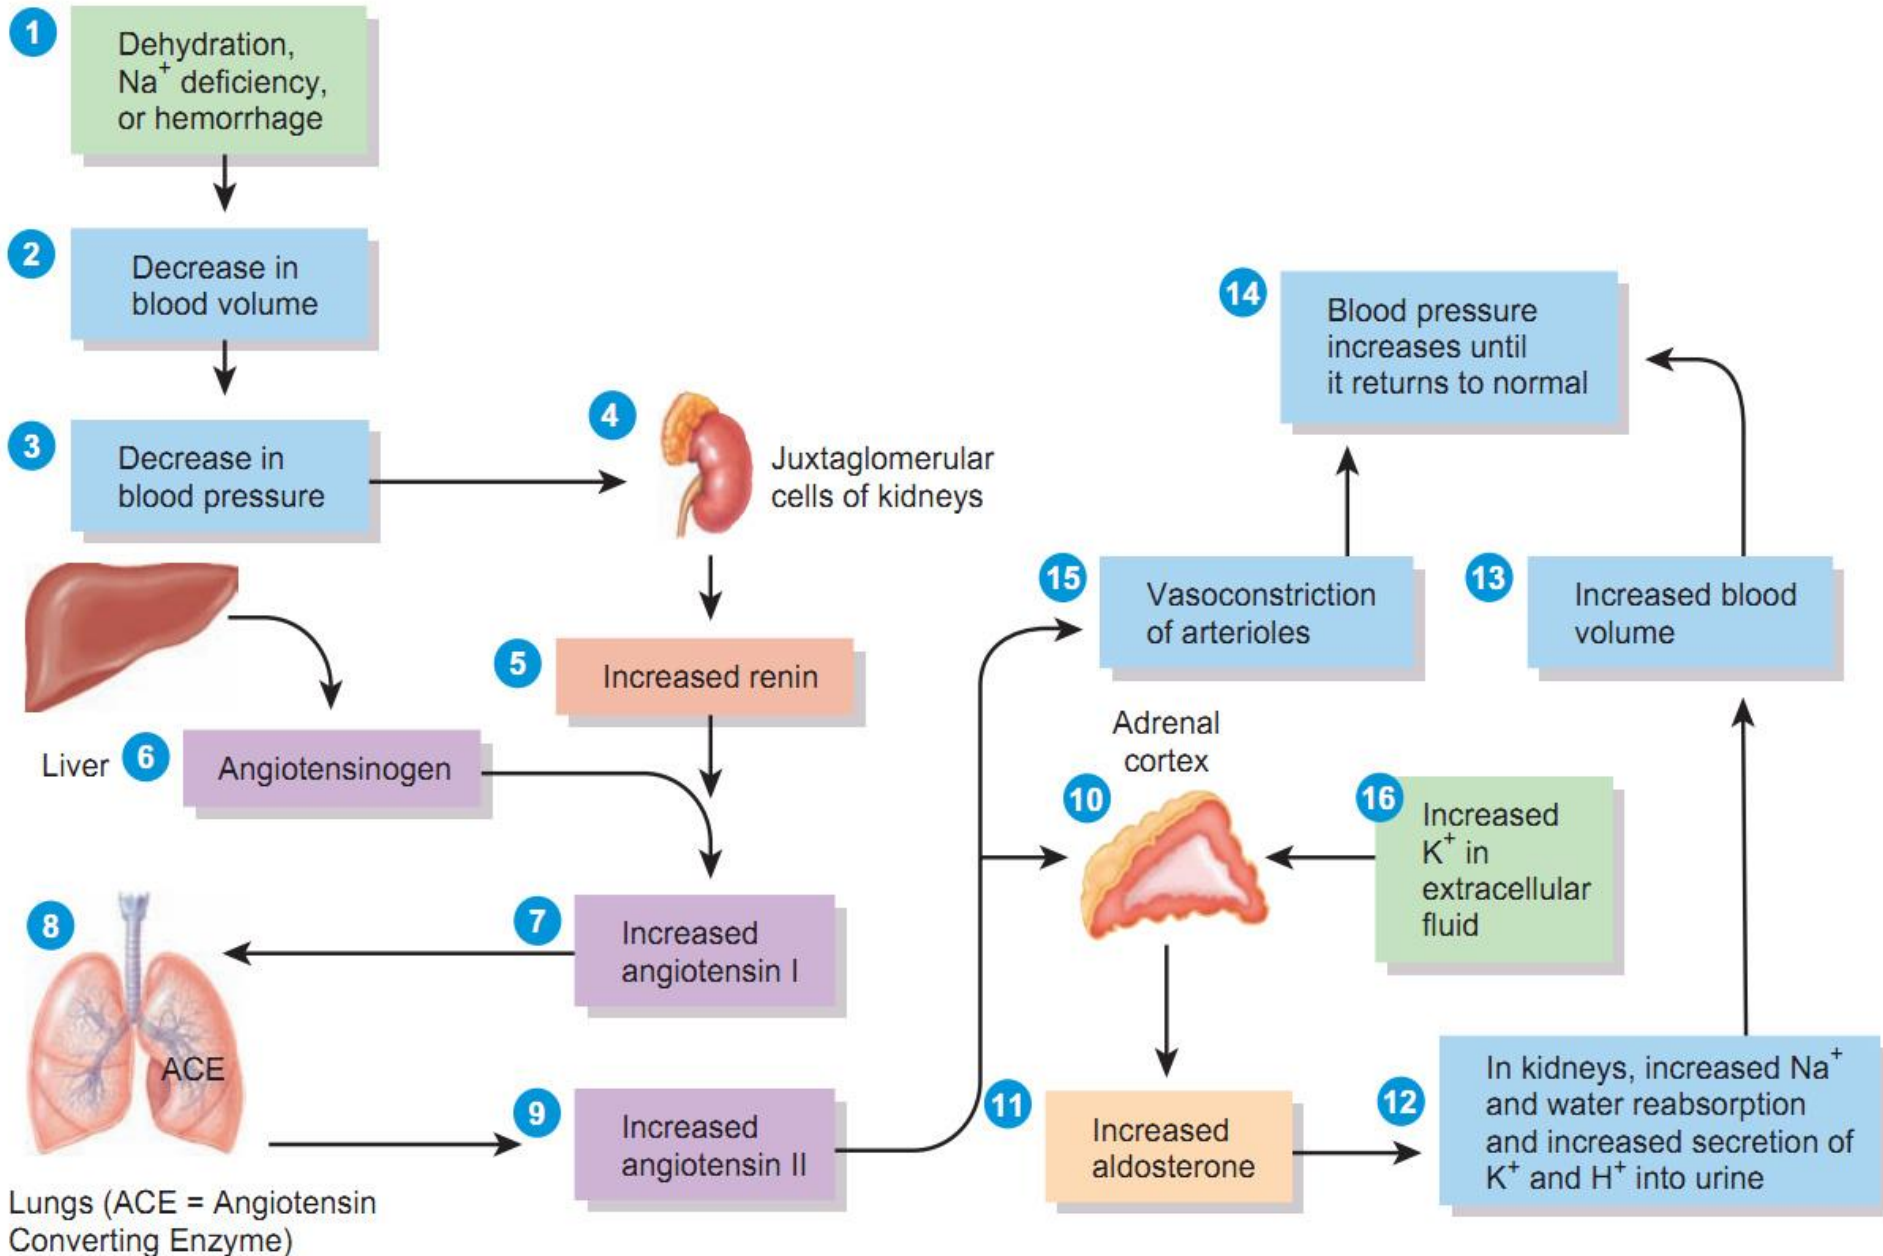 1
Dehydration,
Na⁺ deficiency,
or hemorrhage
2
Decrease in
blood volume
3
Decrease in
blood pressure
4
Juxtaglomerular
cells of kidneys
5
Increased renin
Liver
6
Angiotensinogen
7
Increased
angiotensin I
8
ACE
Lungs (ACE = Angiotensin
Converting Enzyme)
9
Increased
angiotensin II
10
Adrenal
cortex
11
Increased
aldosterone
12
In kidneys, increased Na⁺
and water reabsorption
and increased secretion of
K⁺ and H⁺ into urine
13
Increased blood
volume
14
Blood pressure
increases until
it returns to normal
15
Vasoconstriction
of arterioles
16
Increased
K⁺ in
extracellular
fluid